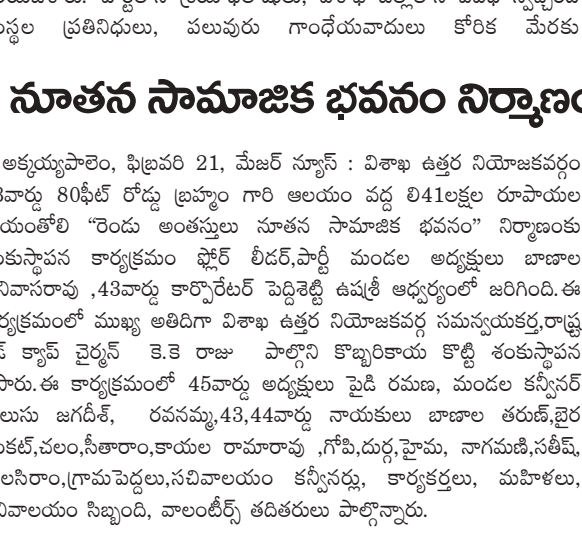 ప్రతినిధులు, పలువురు గాంధేయవాదులు కోరిక మేరకు
నూతన సామాజిక భవనం నిర్మాణం
అక్కయ్యపాలెం, ఫిబ్రవరి 21, మేజర్ న్యూస్ : విశాఖ ఉత్తర నియోజకవర్గం
3వార్డు 80ఫీట్ రోడ్డు బ్రహ్మం గారి ఆలయం వద్ద లి41లక్షల రూపాయల
యంతోలి “రెండు అంతస్తులు నూతన సామాజిక భవనం” నిర్మాణంకు
ంకుస్థాపన కార్యక్రమం ఫ్లోర్ లీడర్,పార్టీ మండల అధ్యక్షులు బాణాల
నివాసరావు ,43వార్డు కార్పొరేటర్ పెద్దిశెట్టి ఉషశ్రీ ఆధ్వర్యంలో జరిగింది.ఈ
ర్యక్రమంలో ముఖ్య అతిదిగా విశాఖ ఉత్తర నియోజకవర్గ సమన్వయకర్త,రాష్ట్ర
క్యాప్ చైర్మన్ కె.కె రాజు పాల్గొని కొబ్బరికాయ కొట్టి శంకుస్థాపన
సారు.ఈ కార్యక్రమంలో 45వార్డు అధ్యక్షులు పైడి రమణ, మండల కన్వీనర్
లుసు జగదీశ్, రవనమ్మ,43,44వార్డు నాయకులు బాణాల తరుణ్,బైర
ంకట్,చలం,సీతారాం,కాయల రామారావు ,గోపి,దుర్గ,హైమ, నాగమణి,సతీష్,
లసిరాం,గ్రామపెద్దలు,సచివాలయం కన్వీనర్లు, కార్యకర్తలు, మహిళలు,
చివాలయం సిబ్బంది, వాలంటీర్స్ తదితరులు పాల్గొన్నారు.